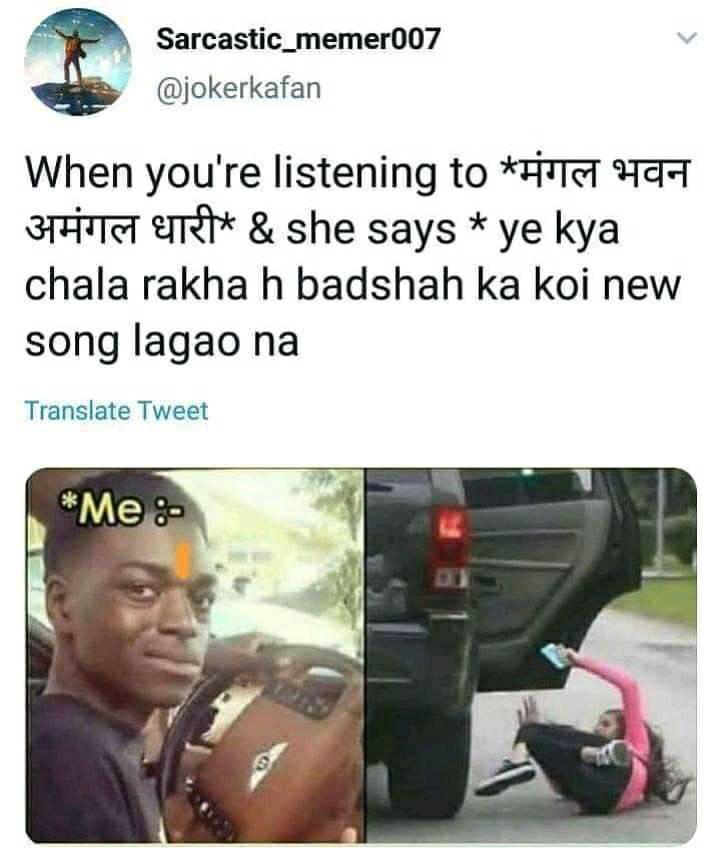 Sarcastic_memer007
@jokerkafan
When you're listening to *मंगल भवन
अमंगल धारी* & she says * ye kya
chala rakha h badshah ka koi new
song lagao na
Translate Tweet
*Me :-